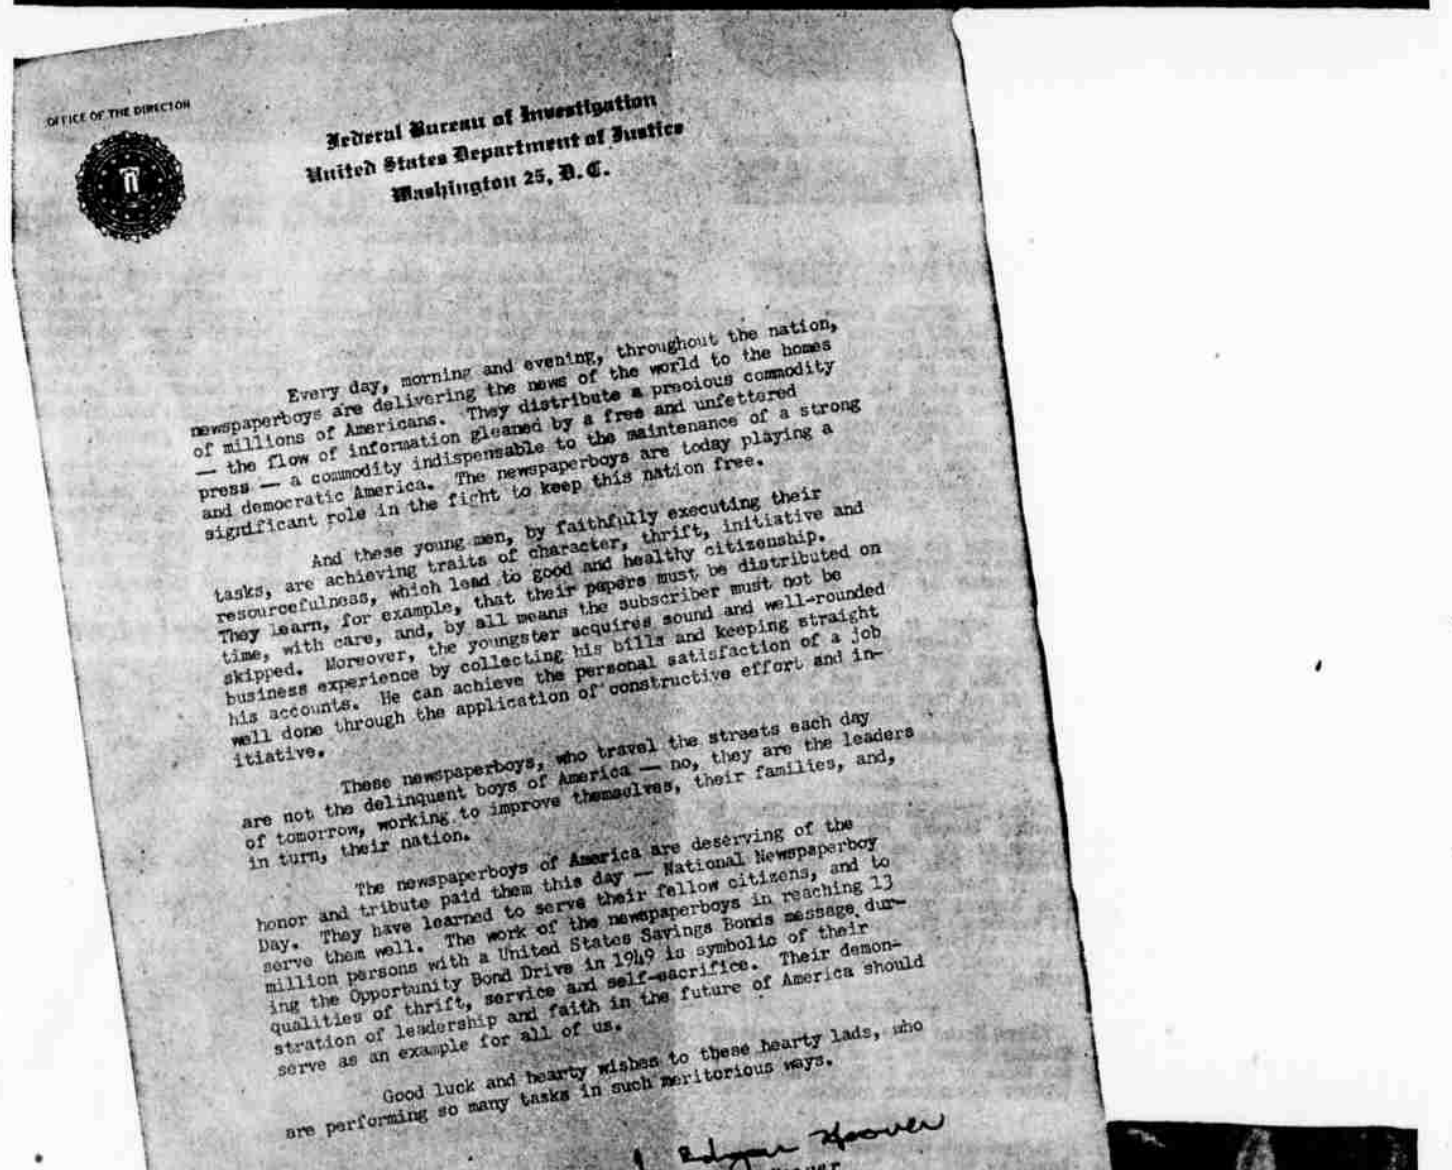 OFFICE OF THE DIRECTOR
Federal Bureau of Investigation
United States Department of Justice
Washington 25, D.C.
Every day, morning and evening, throughout the nation,
newspaperboys are delivering the news of the world to the homes
of millions of Americans. They distribute a precious commodity
— the flow of information gleaned by a free and unfettered
press — a commodity indispensable to the maintenance of a strong
and democratic America. The newspaperboys are today playing a
significant role in the fight to keep this nation free.
And these young men, by faithfully executing their
tasks, are achieving traits of character, thrift, initiative and
resourcefulness, which lead to good and healthy citizenship.
They learn, for example, that their papers must be distributed on
time, with care, and, by all means the subscriber must not be
skipped. Moreover, the youngster acquires sound and well-rounded
business experience by collecting his bills and keeping straight
his accounts. He can achieve the personal satisfaction of a job
well done through the application of constructive effort and in-
itiative.
These newspaperboys, who travel the streets each day
are not the delinquent boys of America — no, they are the leaders
of tomorrow, working to improve themselves, their families, and,
in turn, their nation.
The newspaperboys of America are deserving of the
honor and tribute paid them this day — National Newspaperboy
Day. They have learned to serve their fellow citizens, and to
serve them well. The work of the newspaperboys in reaching 13
million persons with a United States Savings Bonds message dur-
ing the Opportunity Bond Drive in 1949 is symbolic of their
qualities of thrift, service and self-sacrifice. Their demon-
stration of leadership and faith in the future of America should
serve as an example for all of us.
Good luck and hearty wishes to these hearty lads, who
are performing so many tasks in such meritorious ways.
J. Edgar Hoover